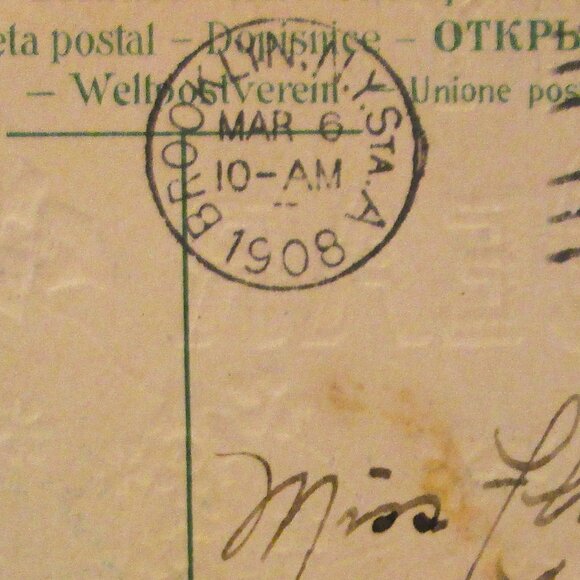 eta postal – Dopisnice – ОТКРЫ
– Weltpostverein – Unione pos
BROOKLYN, N.Y. STA. A
MAR 6
10-AM
1908
Miss